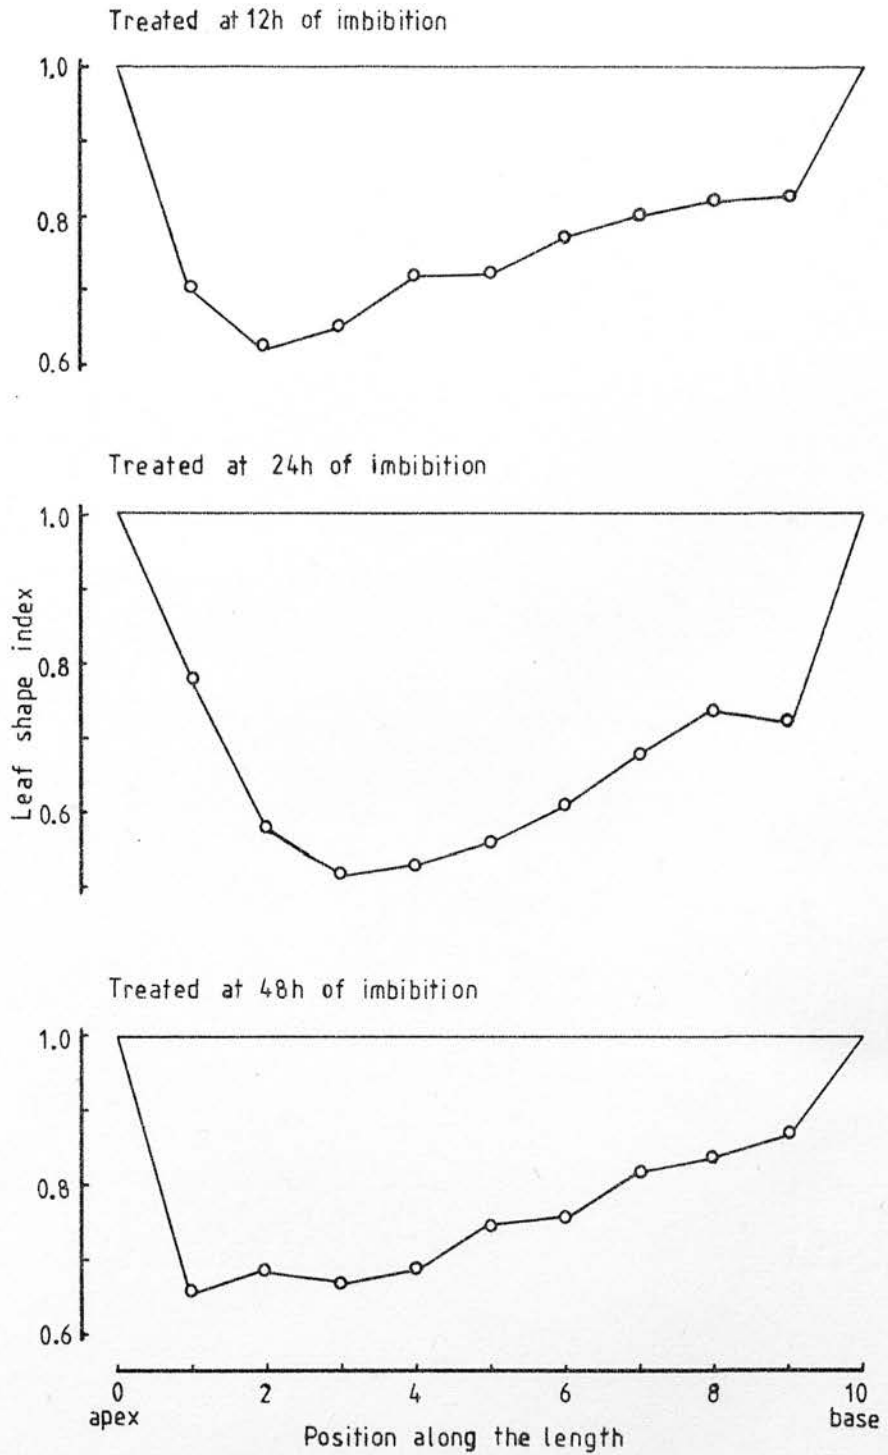 Treated at 12h of imbibition
1.0
0.8
0.6
Treated at 24h of imbibition
1.0
0.8
0.6
Leaf shape index
Treated at 48h of imbibition
1.0
0.8
0.6
0 2 4 6 8 10
apex base
Position along the length